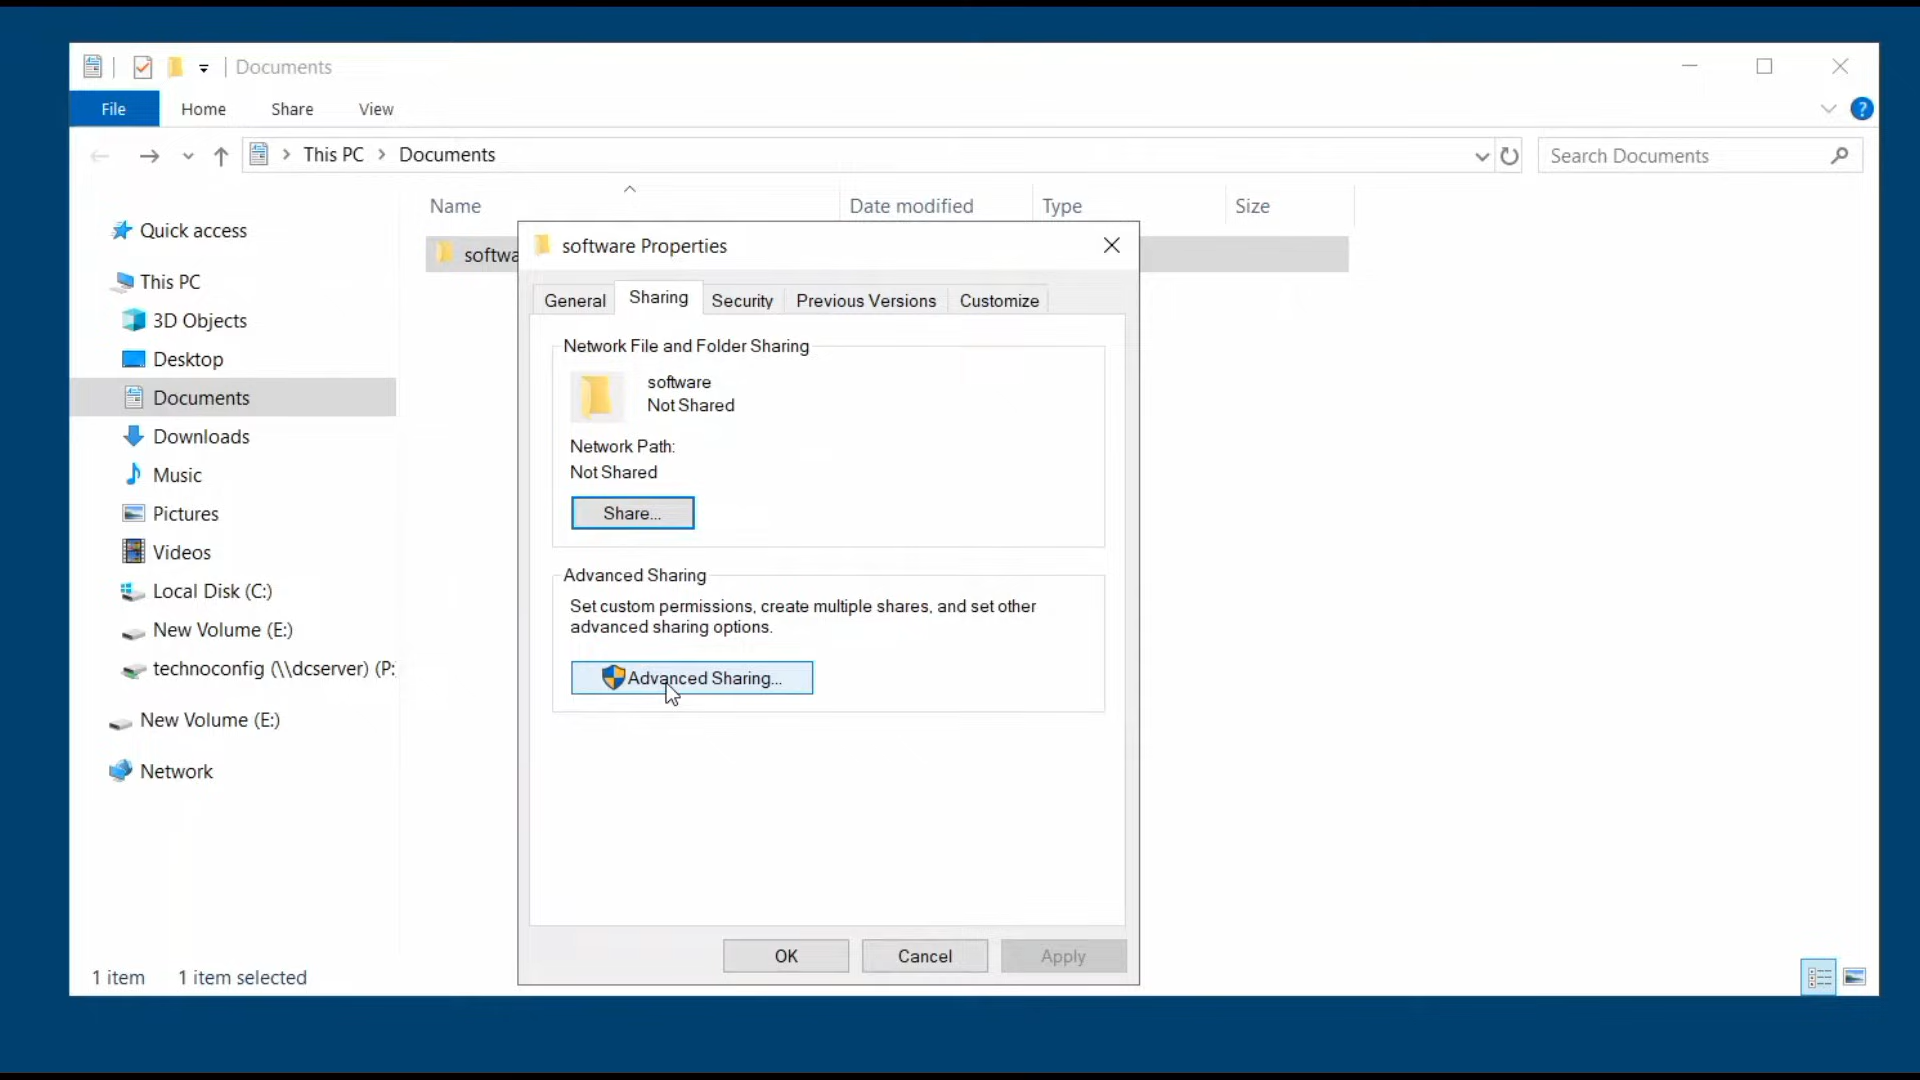 Documents
File Home Share View
This PC Documents
Search Documents
Name Date modified Type Size
Quick access
This PC
3D Objects
Desktop
Documents
Downloads
Music
Pictures
Videos
Local Disk (C:)
New Volume (E:)
technoconfig (\\dcserver) (P:
New Volume (E:)
Network
softwa
software Properties
General Sharing Security Previous Versions Customize
Network File and Folder Sharing
software
Not Shared
Network Path:
Not Shared
Share...
Advanced Sharing
Set custom permissions, create multiple shares, and set other
advanced sharing options.
Advanced Sharing...
OK Cancel Apply
1 item 1 item selected